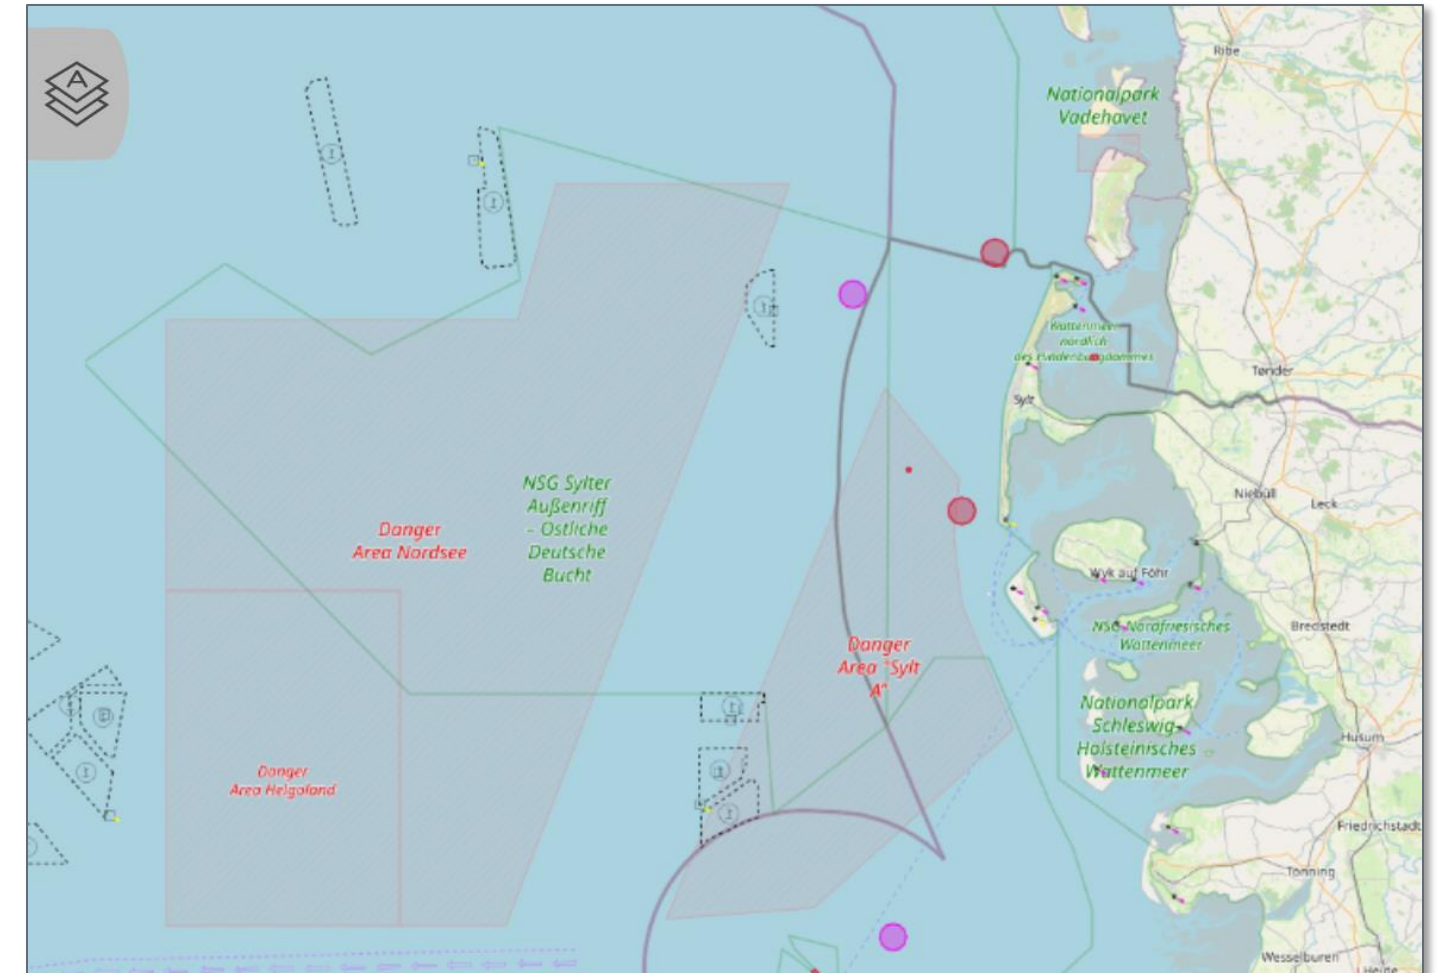 A
Ribe
Nationalpark
Vadehavet
Wattenmeer
nördlich
des Hindenburgdammes
Tønder
Sylt
NSG Sylter
Außenriff
- Östliche
Deutsche
Bucht
Niebüll
Leck
Danger
Area Nordsee
Wyk auf Föhr
NSG Nordfriesisches
Wattenmeer
Bredstedt
Danger
Area "Sylt
A"
Nationalpark
Schleswig-
Holsteinisches
Wattenmeer
Husum
Danger
Area Helgoland
Friedrichstadt
Tönning
Wesselburen
Heide